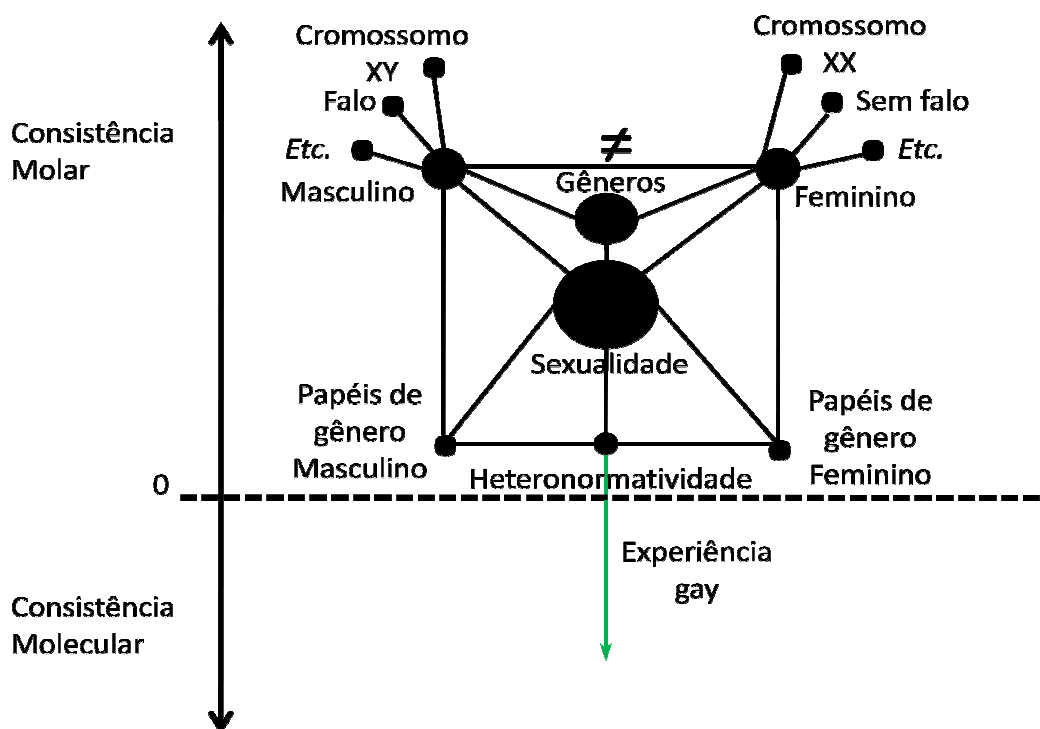 Cromossomo
XY
Falo
Etc.
Masculino
Cromossomo
XX
Sem falo
Etc.
Feminino
Consistência
Molar
≠
Gêneros
Sexualidade
Papéis de
gênero
Masculino
Papéis de
gênero
Feminino
Heteronormatividade
0
Experiência
gay
Consistência
Molecular